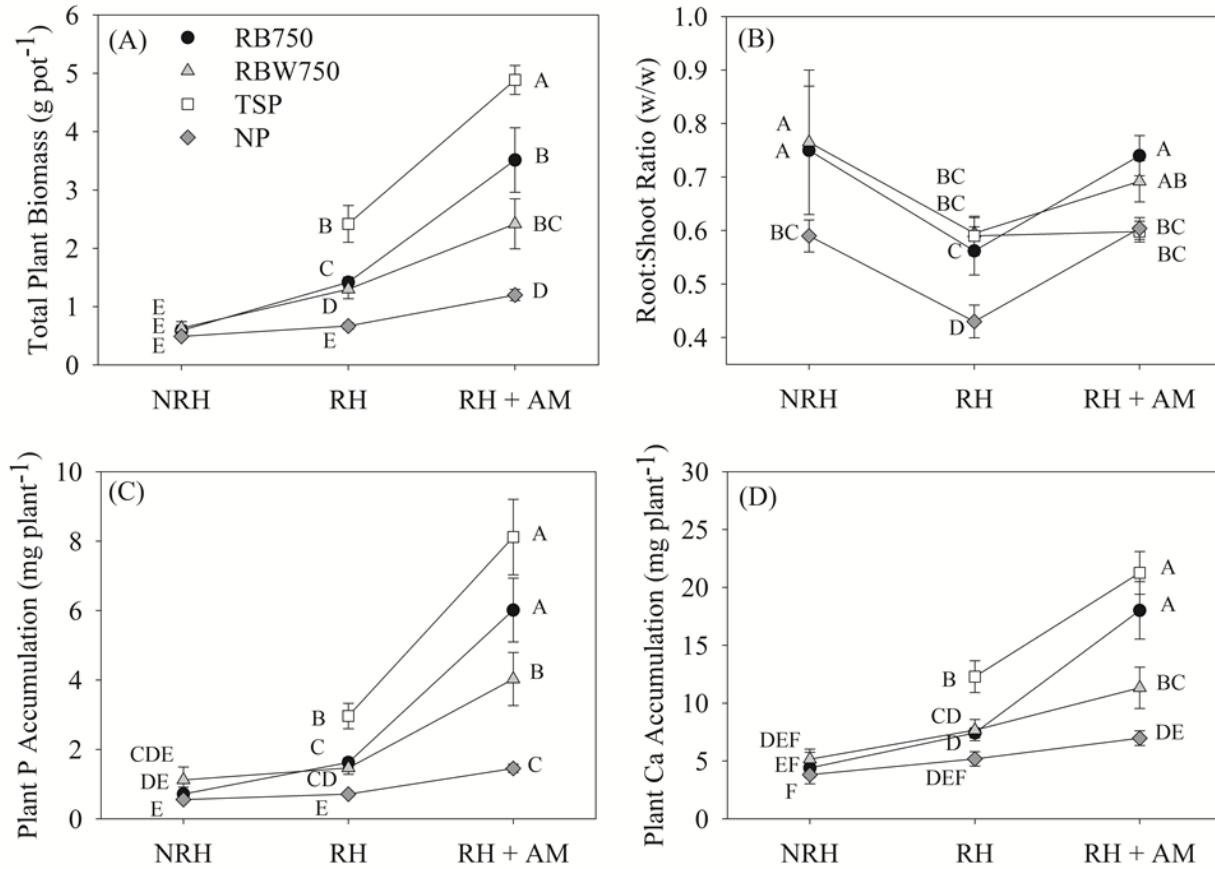 (A)
RB750
RBW750
TSP
NP
Total Plant Biomass (g pot-1)
6
5
4
3
2
1
0
A
B
BC
D
B
C
D
E
E
E
E
NRH RH RH + AM
(B)
Root:Shoot Ratio (w/w)
1.0
0.9
0.8
0.7
0.6
0.5
0.4
A
A
BC
BC
BC
C
D
A
AB
BC
BC
NRH RH RH + AM
(C)
Plant P Accumulation (mg plant-1)
10
8
6
4
2
0
CDE
DE
E
B
C
CD
E
A
A
B
C
NRH RH RH + AM
(D)
Plant Ca Accumulation (mg plant-1)
30
25
20
15
10
5
0
DEF
EF
F
B
CD
D
DEF
A
A
BC
DE
NRH RH RH + AM